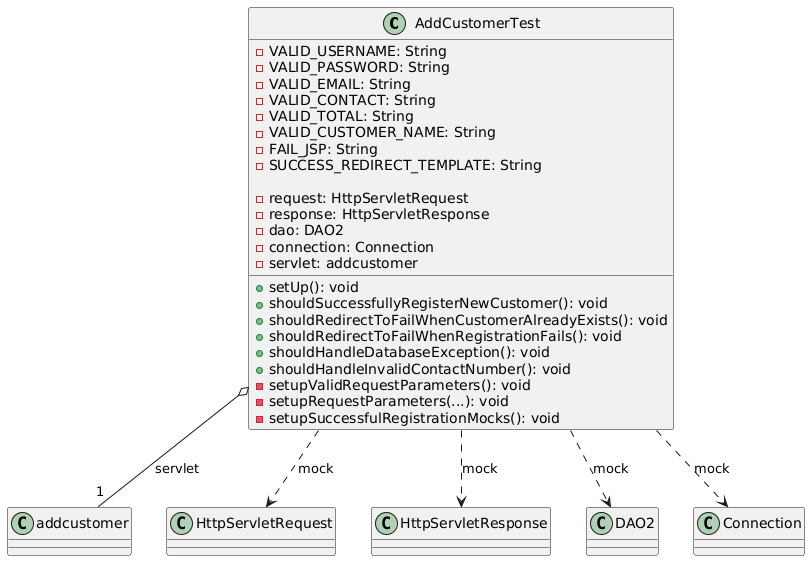 C AddCustomerTest
VALID_USERNAME: String
VALID_PASSWORD: String
VALID_EMAIL: String
VALID_CONTACT: String
VALID_TOTAL: String
VALID_CUSTOMER_NAME: String
FAIL_JSP: String
SUCCESS_REDIRECT_TEMPLATE: String
request: HttpServletRequest
response: HttpServletResponse
dao: DAO2
connection: Connection
servlet: addcustomer
setUp(): void
shouldSuccessfullyRegisterNewCustomer(): void
shouldRedirectToFailWhenCustomerAlreadyExists(): void
shouldRedirectToFailWhenRegistrationFails(): void
shouldHandleDatabaseException(): void
shouldHandleInvalidContactNumber(): void
setupValidRequestParameters(): void
setupRequestParameters(...): void
setupSuccessfulRegistrationMocks(): void
servlet
mock
mock
mock
mock
1
C addcustomer
C HttpServletRequest
C HttpServletResponse
C DAO2
C Connection